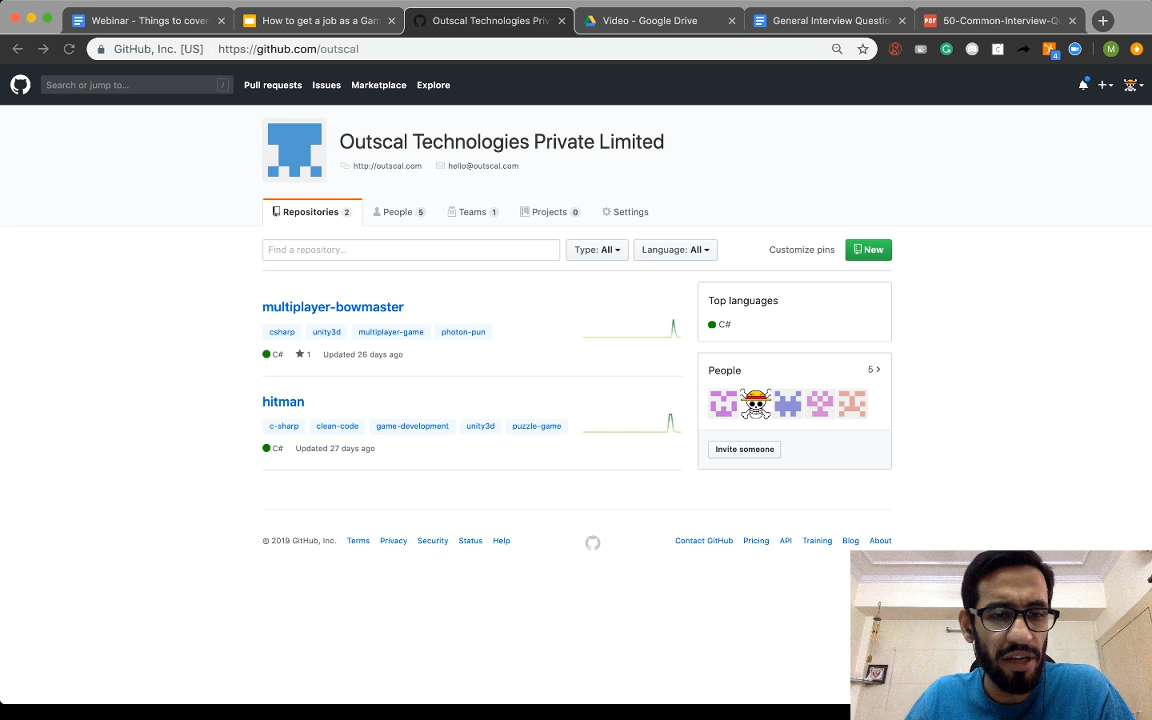 Webinar - Things to cover
How to get a job as a Gam
Outscal Technologies Priv
Video - Google Drive
General Interview Questio
50-Common-Interview-Qu
GitHub, Inc. [US]
https://github.com/outscal
4
M
Search or jump to...
/
Pull requests
Issues
Marketplace
Explore
Outscal Technologies Private Limited
http://outscal.com
hello@outscal.com
Repositories 2
People 5
Teams 1
Projects 0
Settings
Find a repository...
Type: All
Language: All
Customize pins
New
multiplayer-bowmaster
csharp
unity3d
multiplayer-game
photon-pun
C#
1
Updated 26 days ago
hitman
c-sharp
clean-code
game-development
unity3d
puzzle-game
C#
Updated 27 days ago
Top languages
C#
People
5
Invite someone
© 2019 GitHub, Inc.
Terms
Privacy
Security
Status
Help
Contact GitHub
Pricing
API
Training
Blog
About